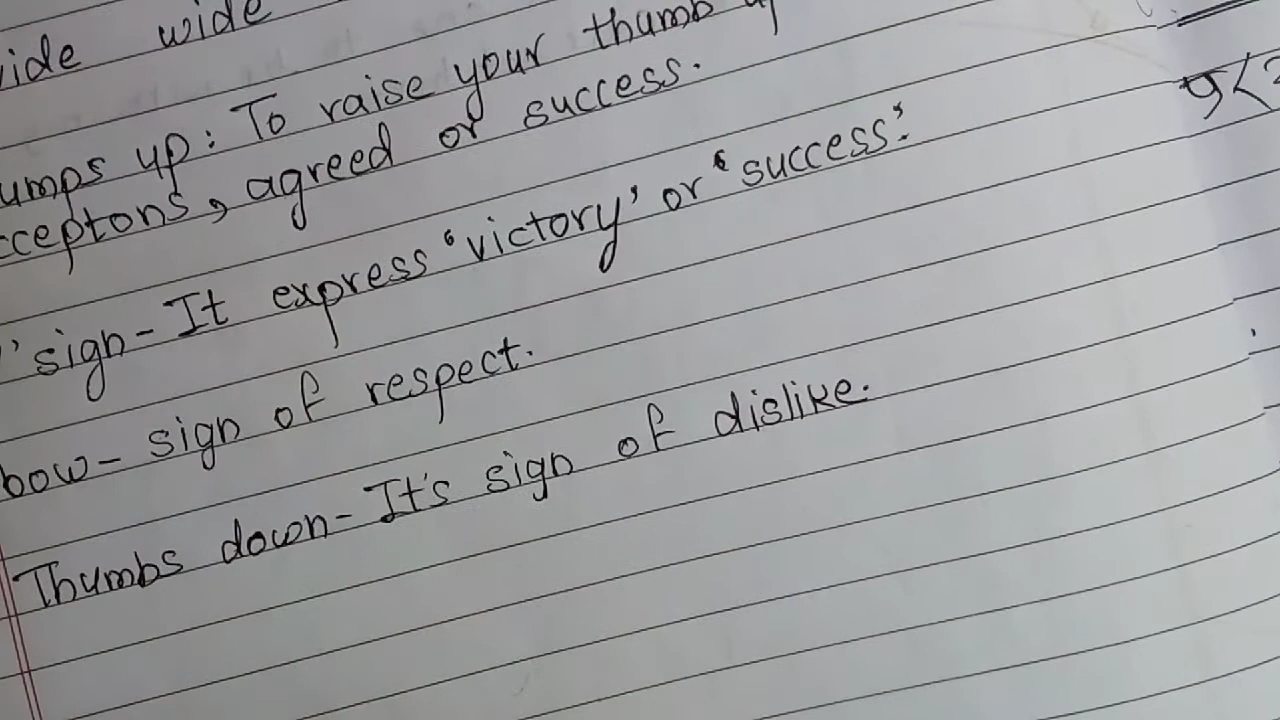 wide
umps up: To raise your thumb
cceptons, agreed or success.
' sign- It express 'victory' or 'success'.
bow- sign of respect.
Thumbs down- It's sign of dislike.